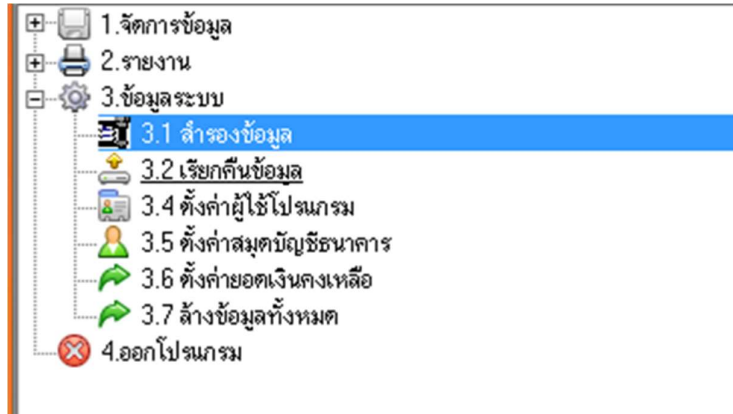 1.จัดการข้อมูล
2.รายงาน
3.ข้อมูลระบบ
3.1 สำรองข้อมูล
3.2 เรียกคืนข้อมูล
3.4 ตั้งค่าผู้ใช้โปรแกรม
3.5 ตั้งค่าสมุดบัญชีธนาคาร
3.6 ตั้งค่ายอดเงินคงเหลือ
3.7 ล้างข้อมูลทั้งหมด
4.ออกโปรแกรม